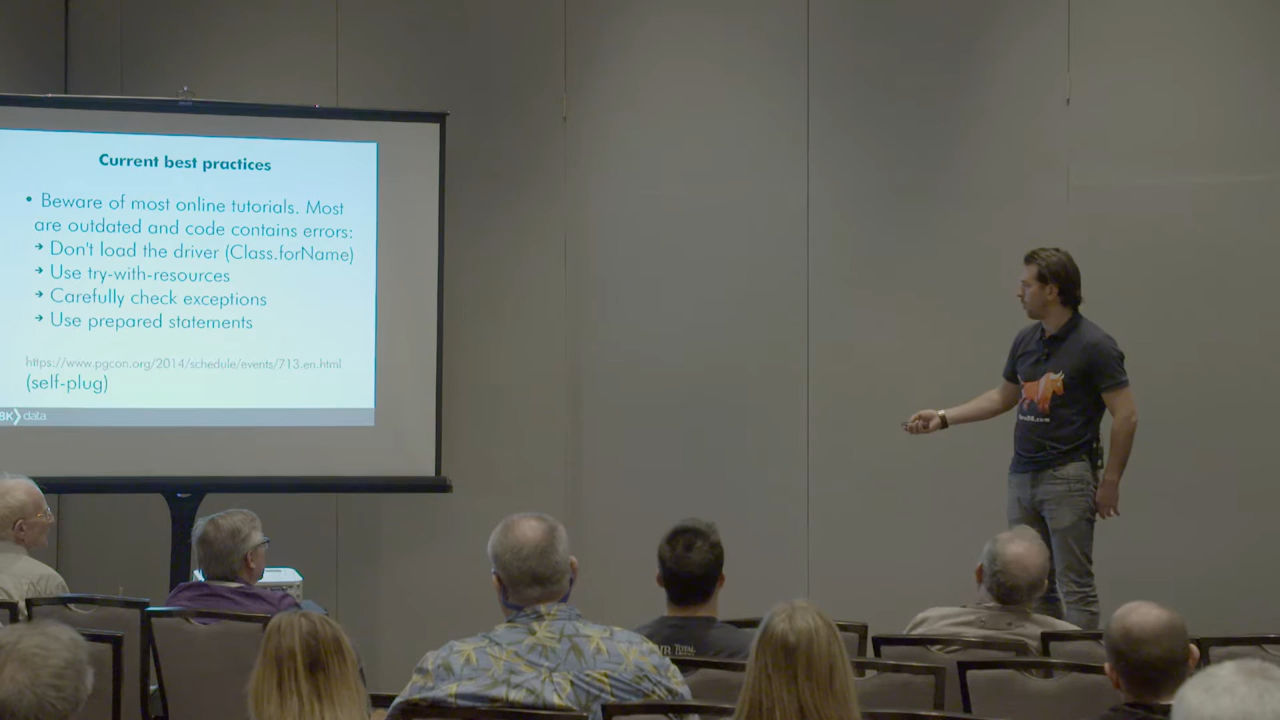 Current best practices
• Beware of most online tutorials. Most
are outdated and code contains errors:
➔ Don't load the driver (Class.forName)
➔ Use try-with-resources
➔ Carefully check exceptions
➔ Use prepared statements
https://www.pgcon.org/2014/schedule/events/713.en.html
(self-plug)
8K❯data
TOTAL